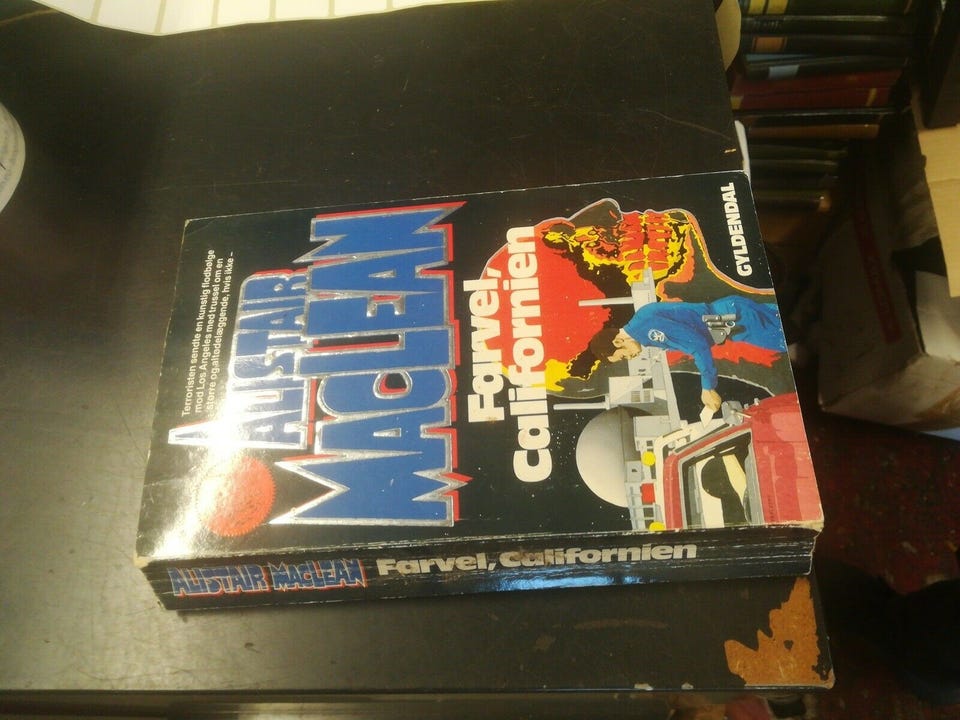 Terroristen sendte en kunstig flodbølge
mod Los Angeles med trussel om en
større og altødelæggende, hvis ikke –
ALISTAIR
MACLEAN
Farvel,
Californien
GYLDENDAL
ALISTAIR MACLEAN Farvel, Californien